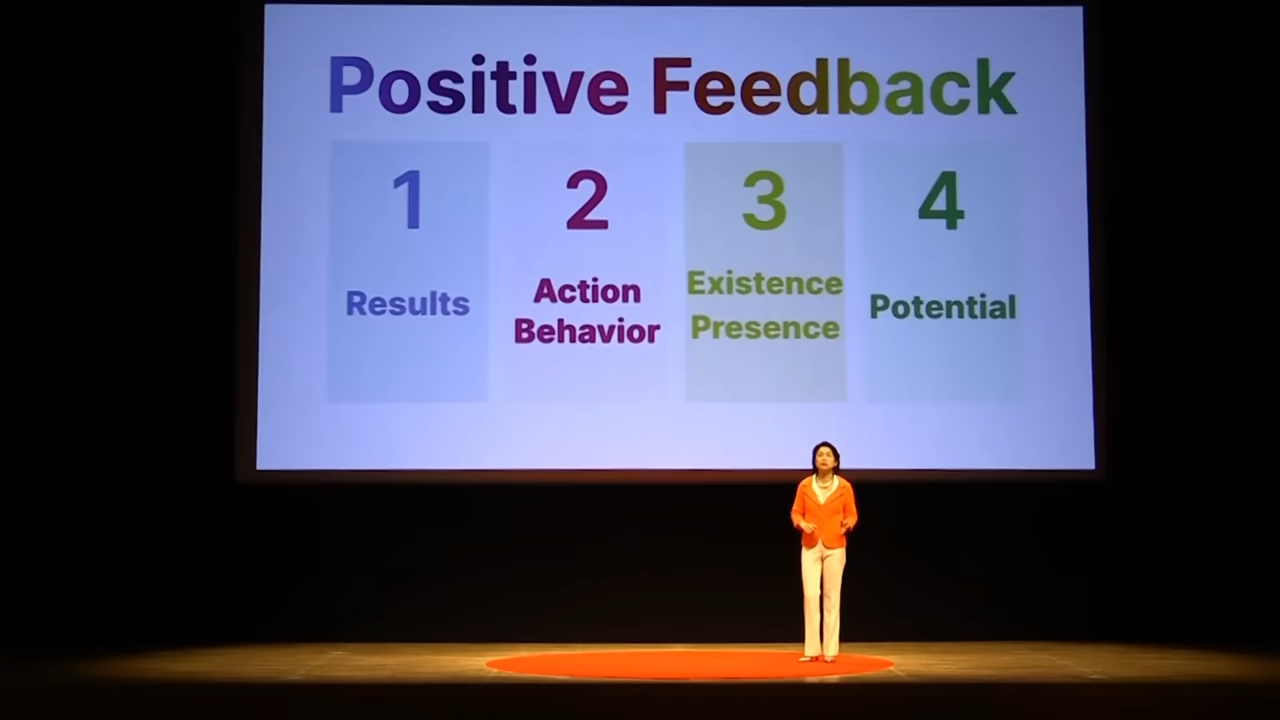 Positive Feedback
1
Results
2
Action
Behavior
3
Existence
Presence
4
Potential